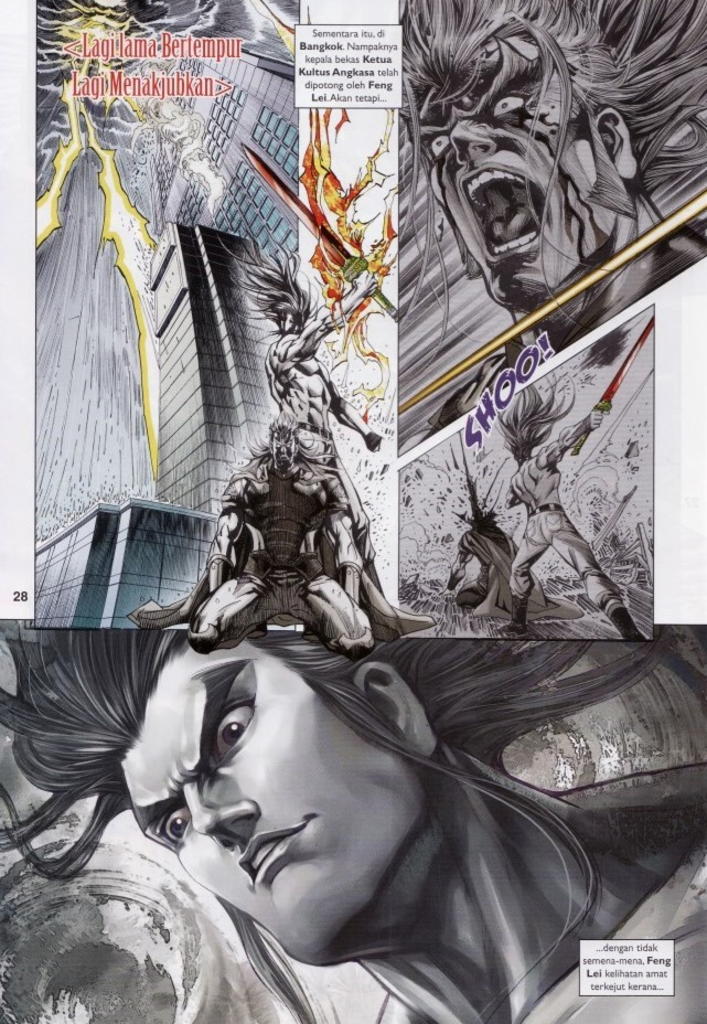 <Lagi lama Bertempur
Lagi Menakjubkan>
Sementara itu, di
Bangkok. Nampaknya
kepala bekas Ketua
Kultus Angkasa telah
dipotong oleh Feng
Lei. Akan tetapi...
SHOO!
28
...dengan tidak
semena-mena, Feng
Lei kelihatan amat
terkejut kerana...